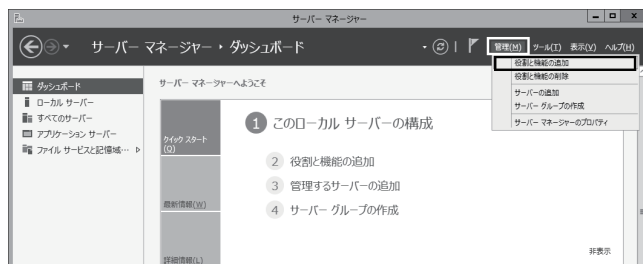 サーバー マネージャー
サーバー マネージャー ・ ダッシュボード
管理(M) ツール(T) 表示(V) ヘルプ(H)
役割と機能の追加
役割と機能の削除
サーバーの追加
サーバー グループの作成
サーバー マネージャーのプロパティ
ダッシュボード
ローカル サーバー
すべてのサーバー
アプリケーション サーバー
ファイル サービスと記憶域…
サーバー マネージャーへようこそ
クイック スタート(Q)
最新情報(W)
詳細情報(L)
1 このローカル サーバーの構成
2 役割と機能の追加
3 管理するサーバーの追加
4 サーバー グループの作成
非表示